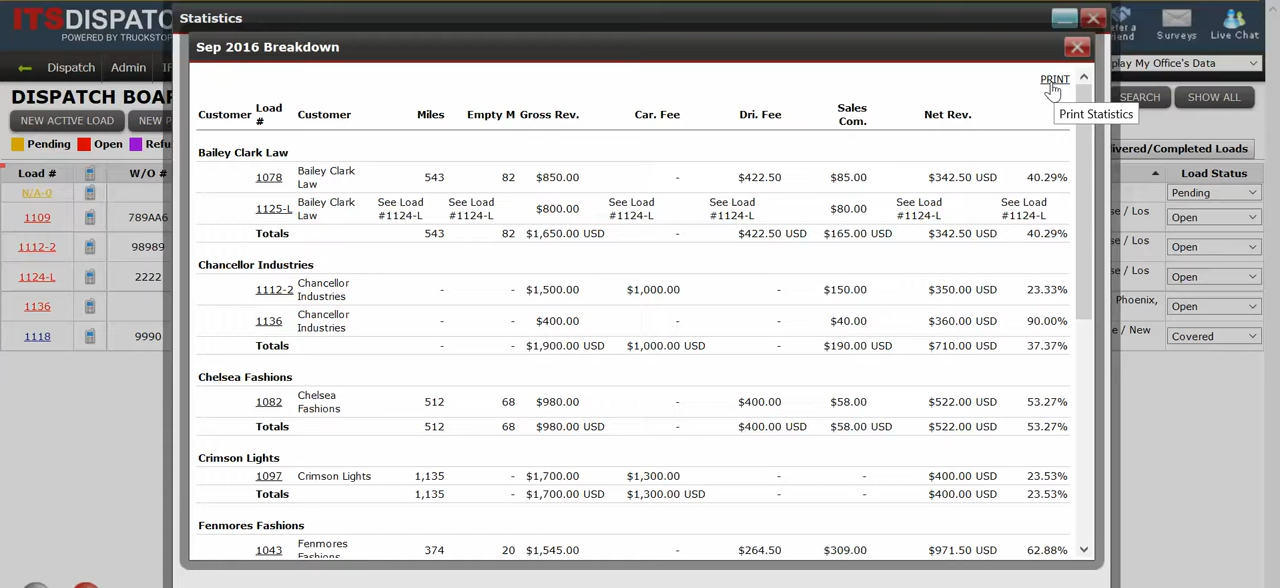 ITSDISPATC
POWERED BY TRUCKSTOP
Statistics
Sep 2016 Breakdown
efer a
riend
Surveys
Live Chat
Dispatch Admin
play My Office's Data
DISPATCH BOAR
SEARCH SHOW ALL
NEW ACTIVE LOAD NEW P
Pending Open Refu
livered/Completed Loads
Load # W/O # Load Status
N/A-0 Pending
1109 789AA6 se / Los Open
1112-2 98989 se / Los Open
1124-L 2222 se / Los Open
1136 Phoenix, Open
1118 9990 e / New Covered
PRINT
Print Statistics
Customer Load # Customer Miles Empty M Gross Rev. Car. Fee Dri. Fee Sales Com. Net Rev.
Bailey Clark Law
1078 Bailey Clark Law 543 82 $850.00 - $422.50 $85.00 $342.50 USD 40.29%
1125-L Bailey Clark Law See Load #1124-L See Load #1124-L $800.00 See Load #1124-L See Load #1124-L $80.00 See Load #1124-L See Load #1124-L
Totals 543 82 $1,650.00 USD - $422.50 USD $165.00 USD $342.50 USD 40.29%
Chancellor Industries
1112-2 Chancellor Industries - - $1,500.00 $1,000.00 - $150.00 $350.00 USD 23.33%
1136 Chancellor Industries - - $400.00 - - $40.00 $360.00 USD 90.00%
Totals - - $1,900.00 USD $1,000.00 USD - $190.00 USD $710.00 USD 37.37%
Chelsea Fashions
1082 Chelsea Fashions 512 68 $980.00 - $400.00 $58.00 $522.00 USD 53.27%
Totals 512 68 $980.00 USD - $400.00 USD $58.00 USD $522.00 USD 53.27%
Crimson Lights
1097 Crimson Lights 1,135 - $1,700.00 $1,300.00 - - $400.00 USD 23.53%
Totals 1,135 - $1,700.00 USD $1,300.00 USD - - $400.00 USD 23.53%
Fenmores Fashions
1043 Fenmores Fashions 374 20 $1,545.00 - $264.50 $309.00 $971.50 USD 62.88%